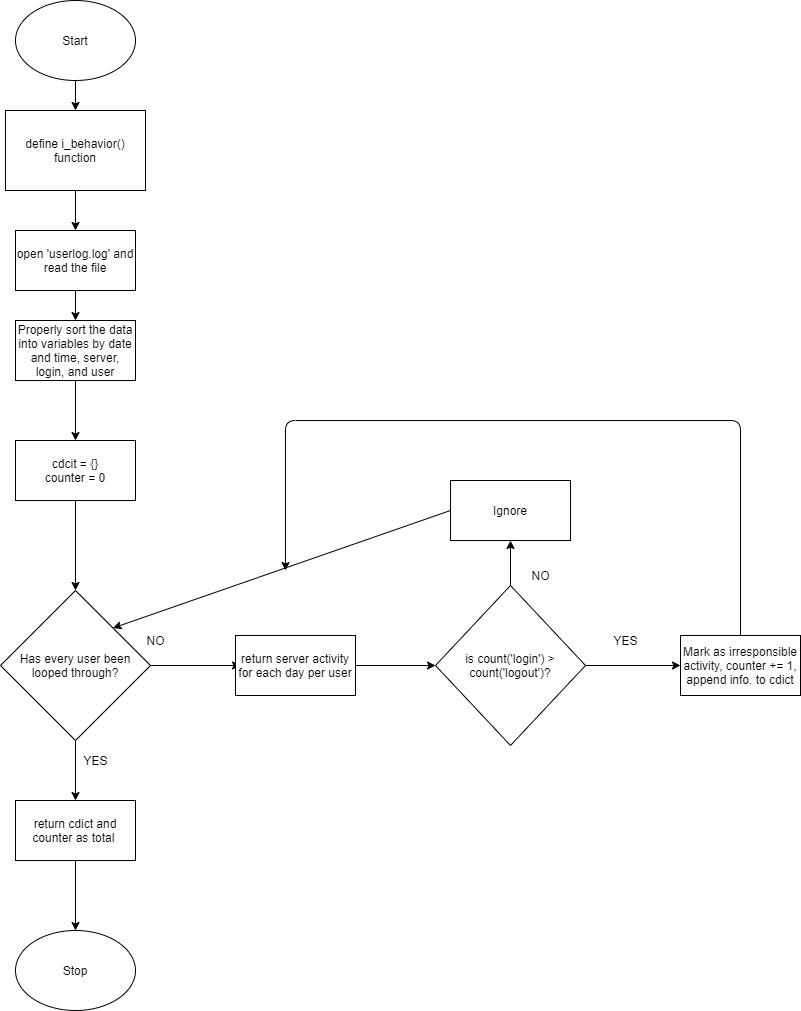 Start
define i_behavior()
function
open 'userlog.log' and
read the file
Properly sort the data
into variables by date
and time, server,
login, and user
cdcit = {}
counter = 0
Ignore
NO
Has every user been
looped through?
NO
return server activity
for each day per user
is count('login') >
count('logout')?
YES
Mark as irresponsible
activity, counter += 1,
append info. to cdict
YES
return cdict and
counter as total
Stop